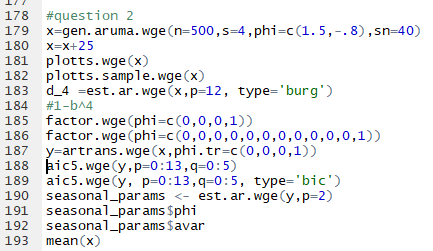 177
178 #question 2
179 x=gen.aruma.wge(n=500,s=4,phi=c(1.5,-.8),sn=40)
180 x=x+25
181 plotts.wge(x)
182 plotts.sample.wge(x)
183 d_4 =est.ar.wge(x,p=12, type='burg')
184 #1-b^4
185 factor.wge(phi=c(0,0,0,1))
186 factor.wge(phi=c(0,0,0,0,0,0,0,0,0,0,0,1))
187 y=artrans.wge(x,phi.tr=c(0,0,0,1))
188 aic5.wge(y,p=0:13,q=0:5)
189 aic5.wge(y, p=0:13,q=0:5, type='bic')
190 seasonal_params <- est.ar.wge(y,p=2)
191 seasonal_params$phi
192 seasonal_params$avar
193 mean(x)